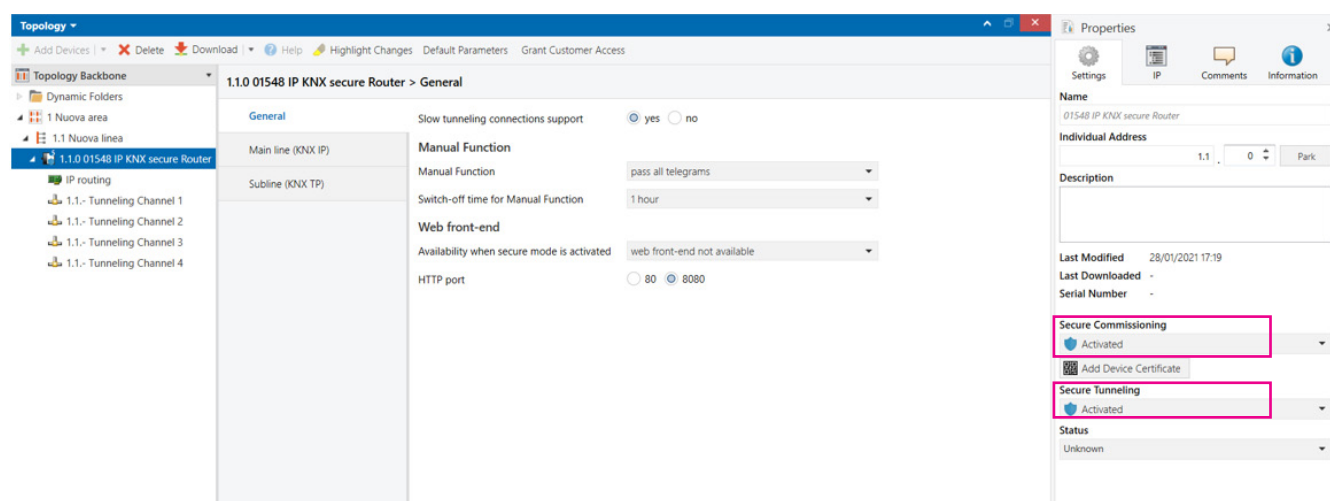 Topology
Add Devices Delete Download Help Highlight Changes Default Parameters Grant Customer Access
Topology Backbone
Dynamic Folders
1 Nuova area
1.1 Nuova linea
1.1.0 01548 IP KNX secure Router
IP routing
1.1.- Tunneling Channel 1
1.1.- Tunneling Channel 2
1.1.- Tunneling Channel 3
1.1.- Tunneling Channel 4
1.1.0 01548 IP KNX secure Router > General
General
Main line (KNX IP)
Subline (KNX TP)
Slow tunneling connections support yes no
Manual Function
Manual Function pass all telegrams
Switch-off time for Manual Function 1 hour
Web front-end
Availability when secure mode is activated web front-end not available
HTTP port 80 8080
Properties
Settings IP Comments Information
Name
01548 IP KNX secure Router
Individual Address
1.1 . 0 Park
Description
Last Modified 28/01/2021 17:19
Last Downloaded -
Serial Number -
Secure Commissioning
Activated
Add Device Certificate
Secure Tunneling
Activated
Status
Unknown